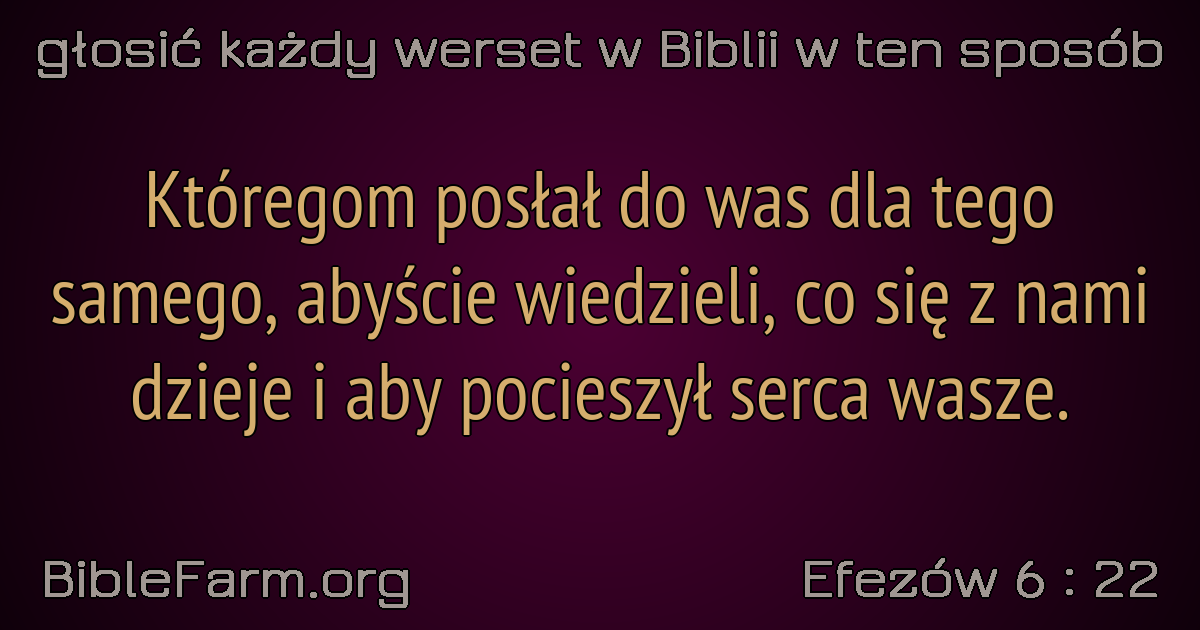 głosić każdy werset w Biblii w ten sposób
Któregom posłał do was dla tego
samego, abyście wiedzieli, co się z nami
dzieje i aby pocieszył serca wasze.
BibleFarm.org
Efezów 6 : 22